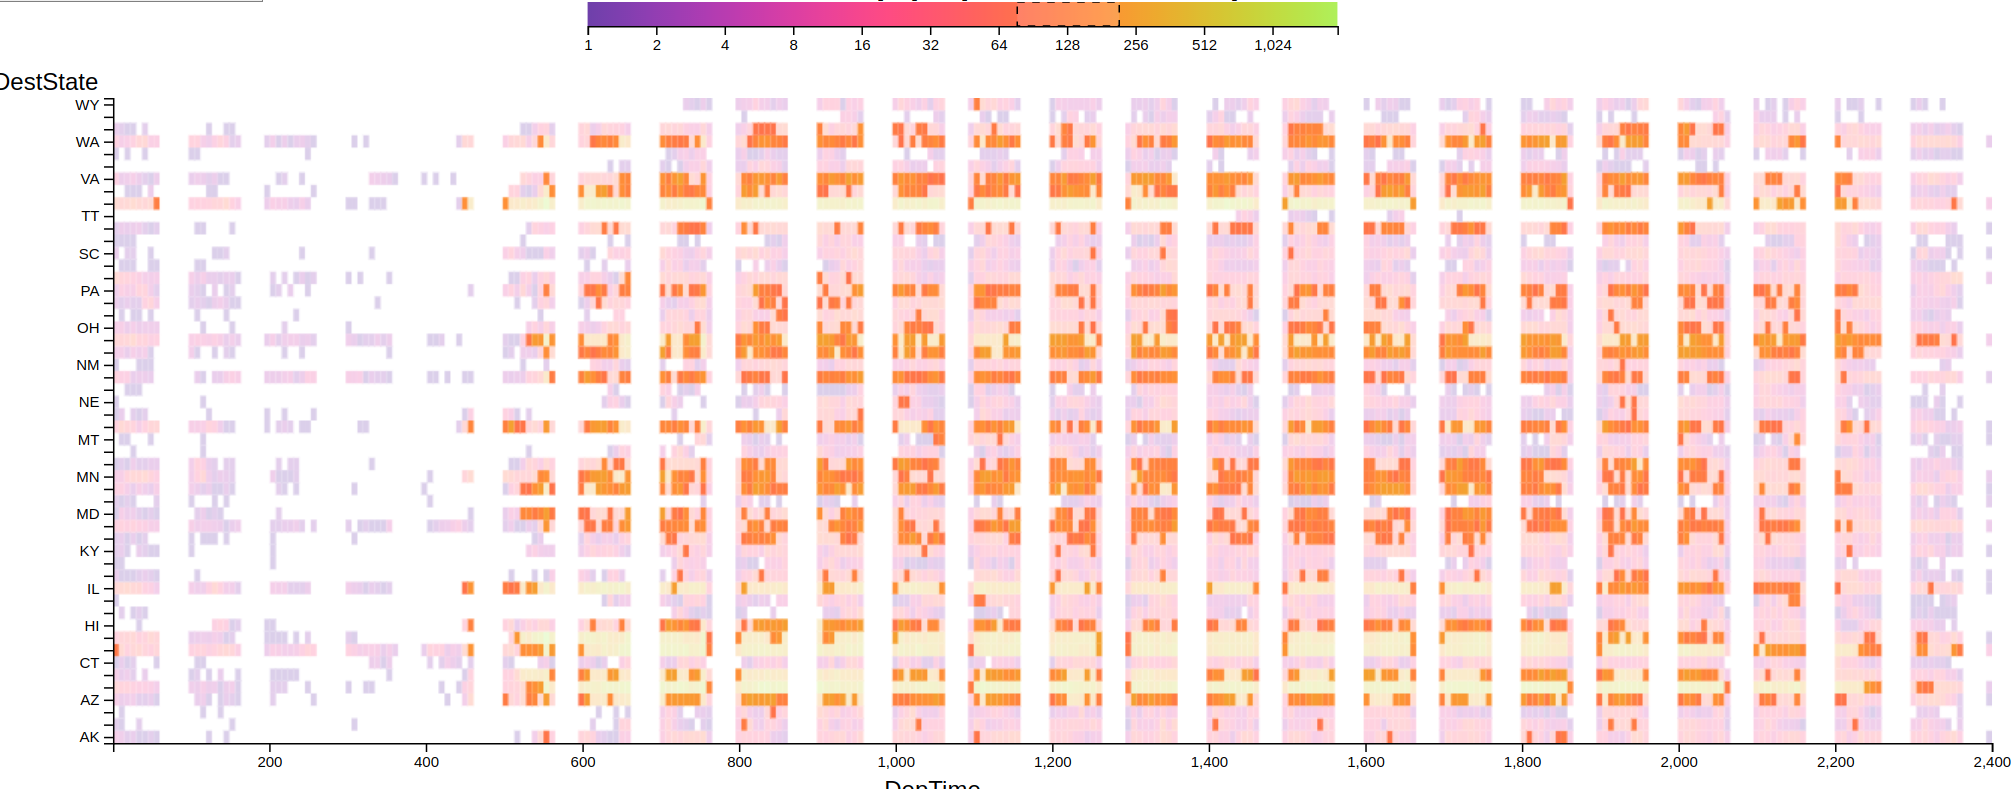 1 2 4 8 16 32 64 128 256 512 1,024
DestState
WY
WA
VA
TT
SC
PA
OH
NM
NE
MT
MN
MD
KY
IL
HI
CT
AZ
AK
200 400 600 800 1,000 1,200 1,400 1,600 1,800 2,000 2,200 2,400
DepTime